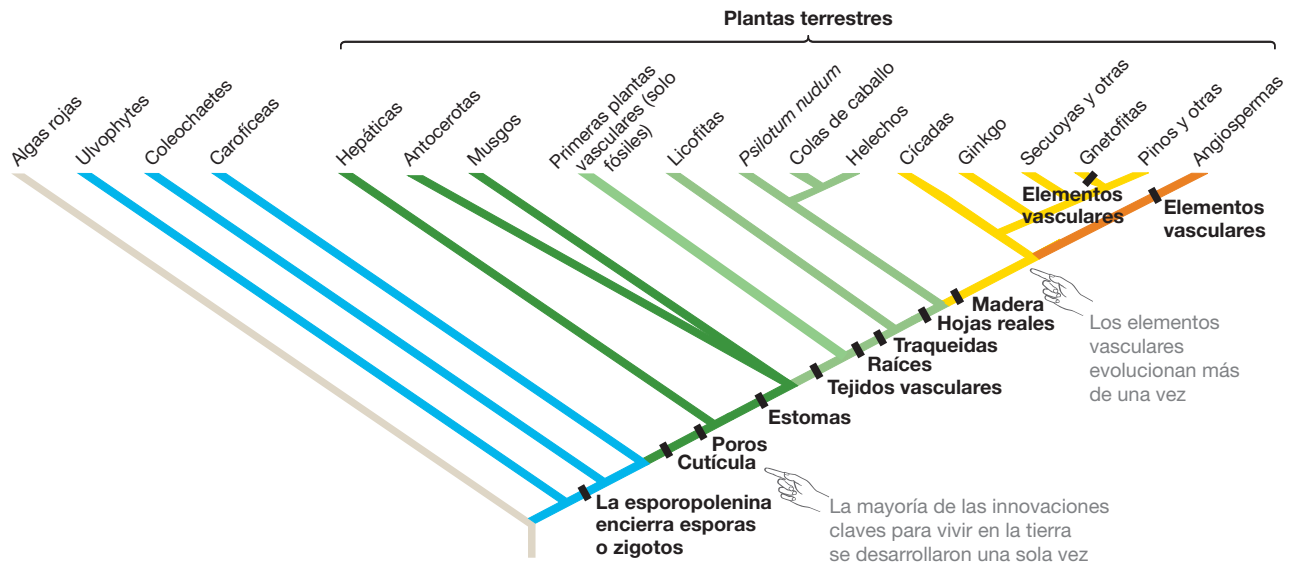 Plantas terrestres
Algas rojas
Ulvophytes
Coleochaetes
Carofíceas
Hepáticas
Antocerotas
Musgos
Primeras plantas
vasculares (solo
fósiles)
Licofitas
Psilotum nudum
Colas de caballo
Helechos
Cícadas
Ginkgo
Secuoyas y otras
Gnetofitas
Pinos y otras
Angiospermas
Elementos
vasculares
Elementos
vasculares
Madera
Hojas reales
Traqueidas
Raíces
Tejidos vasculares
Estomas
Poros
Cutícula
La esporopolenina
encierra esporas
o zigotos
Los elementos
vasculares
evolucionan más
de una vez
La mayoría de las innovaciones
claves para vivir en la tierra
se desarrollaron una sola vez